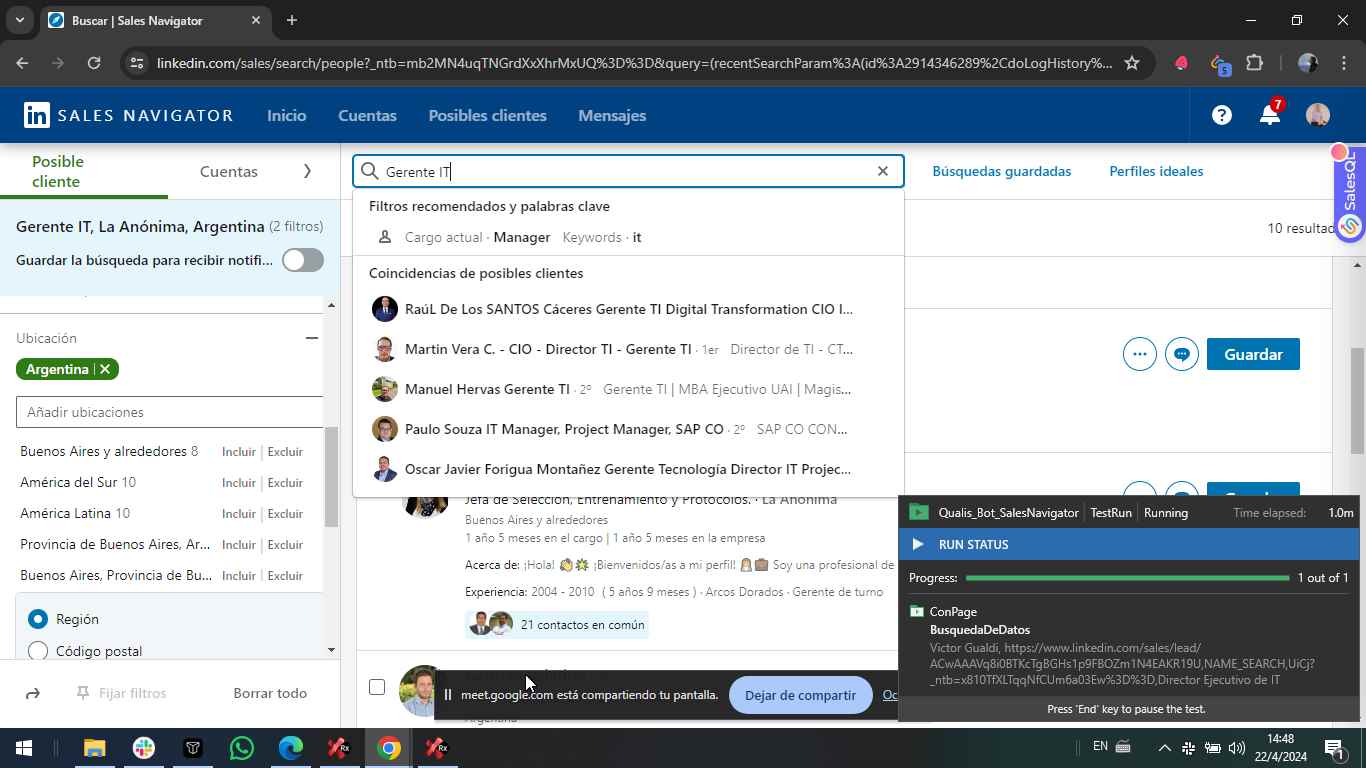 Buscar | Sales Navigator
linkedin.com/sales/search/people?_ntb=mb2MN4uqTNGrdXxXhrMxUQ%3D%3D&query=(recentSearchParam%3A(id%3A2914346289%2CdoLogHistory%...
5
in SALES NAVIGATOR
Inicio
Cuentas
Posibles clientes
Mensajes
7
Posible cliente
Cuentas
Gerente IT
Búsquedas guardadas
Perfiles ideales
SalesQL
Gerente IT, La Anónima, Argentina (2 filtros)
Guardar la búsqueda para recibir notifi...
10 resultad
Filtros recomendados y palabras clave
Cargo actual · Manager Keywords · it
Coincidencias de posibles clientes
RaúL De Los SANTOS Cáceres Gerente TI Digital Transformation CIO I...
Martin Vera C. - CIO - Director TI - Gerente TI · 1er Director de TI - CT...
Manuel Hervas Gerente TI · 2º Gerente TI | MBA Ejecutivo UAI | Magis...
Paulo Souza IT Manager, Project Manager, SAP CO · 2º SAP CO CON...
Oscar Javier Forigua Montañez Gerente Tecnología Director IT Projec...
Guardar
Ubicación
Argentina
Añadir ubicaciones
Buenos Aires y alrededores 8 Incluir | Excluir
América del Sur 10 Incluir | Excluir
América Latina 10 Incluir | Excluir
Provincia de Buenos Aires, Ar... Incluir | Excluir
Buenos Aires, Provincia de Bu... Incluir | Excluir
Región
Código postal
Fijar filtros
Borrar todo
Jefa de Selección, Entrenamiento y Protocolos. · La Anónima
Buenos Aires y alrededores
1 año 5 meses en el cargo | 1 año 5 meses en la empresa
Acerca de: ¡Hola! 👏🌟 ¡Bienvenidos/as a mi perfil! 👩💼 Soy una profesional de
Experiencia: 2004 - 2010 ( 5 años 9 meses ) · Arcos Dorados · Gerente de turno
21 contactos en común
meet.google.com está compartiendo tu pantalla.
Dejar de compartir
Oc
Argentina
Qualis_Bot_SalesNavigator | TestRun | Running
Time elapsed: 1.0m
RUN STATUS
Progress: 1 out of 1
ConPage
BusquedaDeDatos
Victor Gualdi, https://www.linkedin.com/sales/lead/
ACwAAAVq8i0BTKcTgBGHs1p9FBOZm1N4EAKR19U,NAME_SEARCH,UiCj?
_ntb=x810TfXLTqqNfCUm6a03Ew%3D%3D,Director Ejecutivo de IT
Press 'End' key to pause the test.
EN
14:48
22/4/2024
1